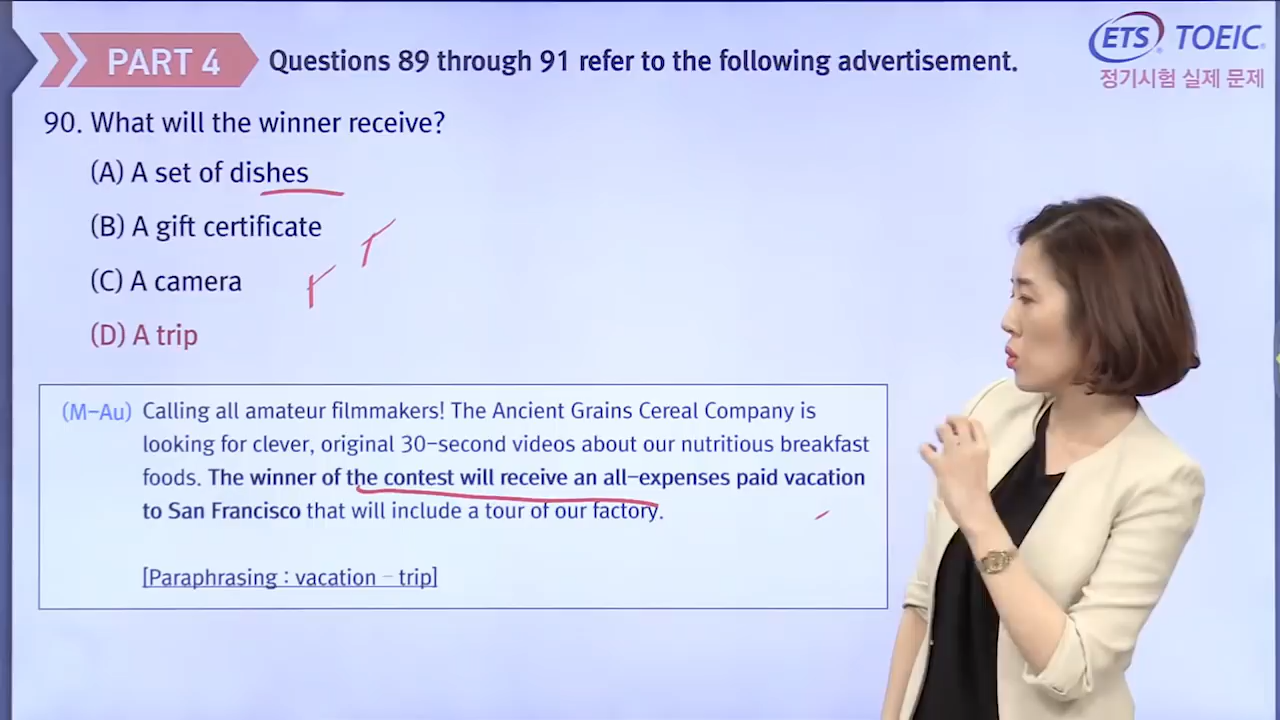 PART 4
Questions 89 through 91 refer to the following advertisement.
ETS TOEIC
정기시험 실제 문제
90. What will the winner receive?
(A) A set of dishes
(B) A gift certificate
(C) A camera
(D) A trip
(M-Au) Calling all amateur filmmakers! The Ancient Grains Cereal Company is
looking for clever, original 30-second videos about our nutritious breakfast
foods. The winner of the contest will receive an all-expenses paid vacation
to San Francisco that will include a tour of our factory.
[Paraphrasing : vacation - trip]